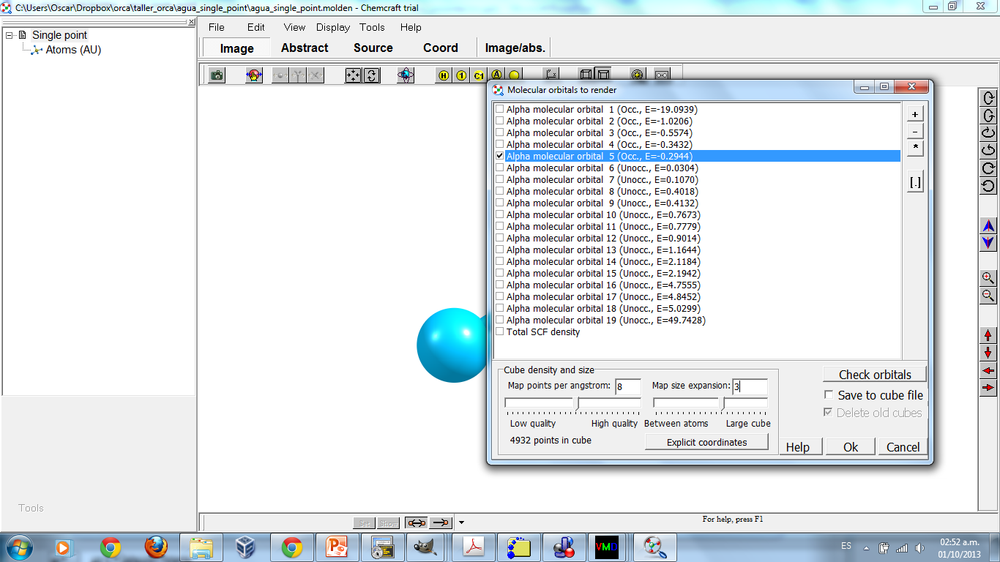 C:\Users\Oscar\Dropbox\orca\taller_orca\agua_single_point\agua_single_point.molden - Chemcraft trial
Single point
Atoms (AU)
File Edit View Display Tools Help
Image Abstract Source Coord Image/abs.
H 1 C1 A
Molecular orbitals to render
Alpha molecular orbital 1 (Occ., E=-19.0939)
Alpha molecular orbital 2 (Occ., E=-1.0206)
Alpha molecular orbital 3 (Occ., E=-0.5574)
Alpha molecular orbital 4 (Occ., E=-0.3432)
Alpha molecular orbital 5 (Occ., E=-0.2944)
Alpha molecular orbital 6 (Unocc., E=0.0304)
Alpha molecular orbital 7 (Unocc., E=0.1070)
Alpha molecular orbital 8 (Unocc., E=0.4018)
Alpha molecular orbital 9 (Unocc., E=0.4132)
Alpha molecular orbital 10 (Unocc., E=0.7673)
Alpha molecular orbital 11 (Unocc., E=0.7779)
Alpha molecular orbital 12 (Unocc., E=0.9014)
Alpha molecular orbital 13 (Unocc., E=1.1644)
Alpha molecular orbital 14 (Unocc., E=2.1184)
Alpha molecular orbital 15 (Unocc., E=2.1942)
Alpha molecular orbital 16 (Unocc., E=4.7555)
Alpha molecular orbital 17 (Unocc., E=4.8452)
Alpha molecular orbital 18 (Unocc., E=5.0299)
Alpha molecular orbital 19 (Unocc., E=49.7428)
Total SCF density
+
-
*
[.]
Cube density and size
Map points per angstrom: 8 Map size expansion: 3
Low quality High quality Between atoms Large cube
4932 points in cube
Explicit coordinates
Check orbitals
Save to cube file
Delete old cubes
Help Ok Cancel
Tools
Set Show
For help, press F1
VMD
ES
02:52 a.m.
01/10/2013